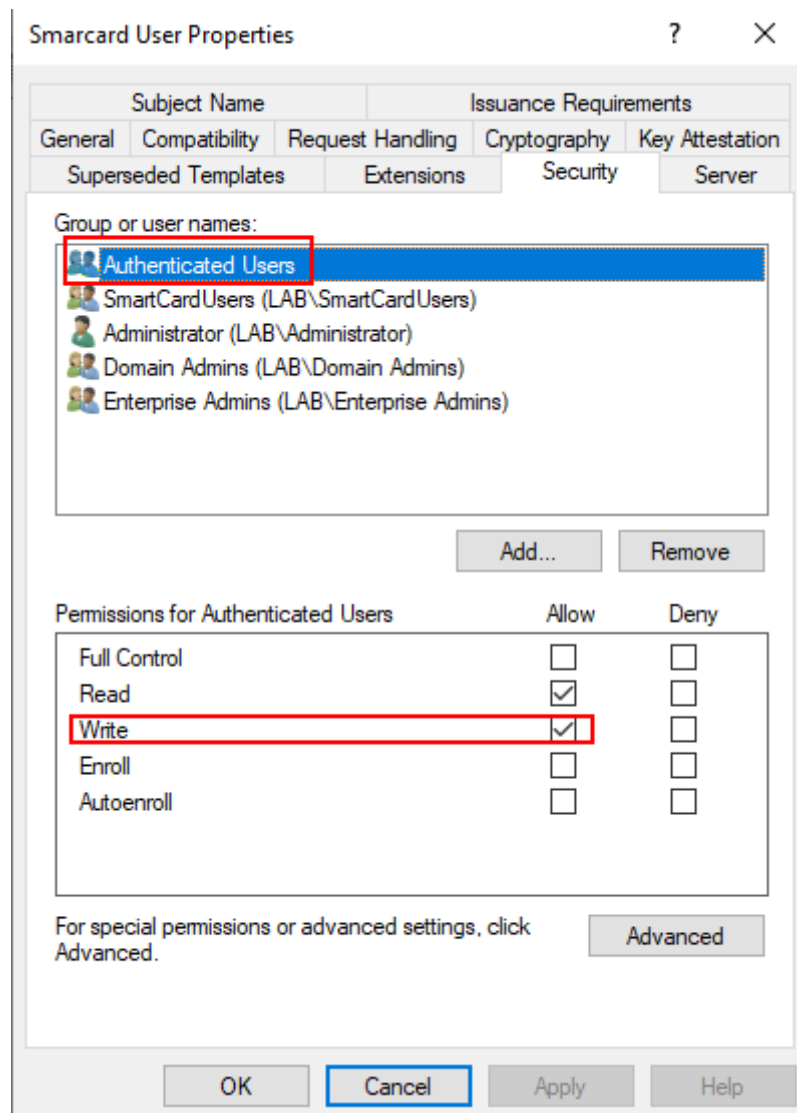 Smarcard User Properties
?
Subject Name Issuance Requirements
General Compatibility Request Handling Cryptography Key Attestation
Superseded Templates Extensions Security Server
Group or user names:
Authenticated Users
SmartCardUsers (LAB\SmartCardUsers)
Administrator (LAB\Administrator)
Domain Admins (LAB\Domain Admins)
Enterprise Admins (LAB\Enterprise Admins)
Add... Remove
Permissions for Authenticated Users Allow Deny
Full Control
Read
Write
Enroll
Autoenroll
For special permissions or advanced settings, click
Advanced.
Advanced
OK Cancel Apply Help